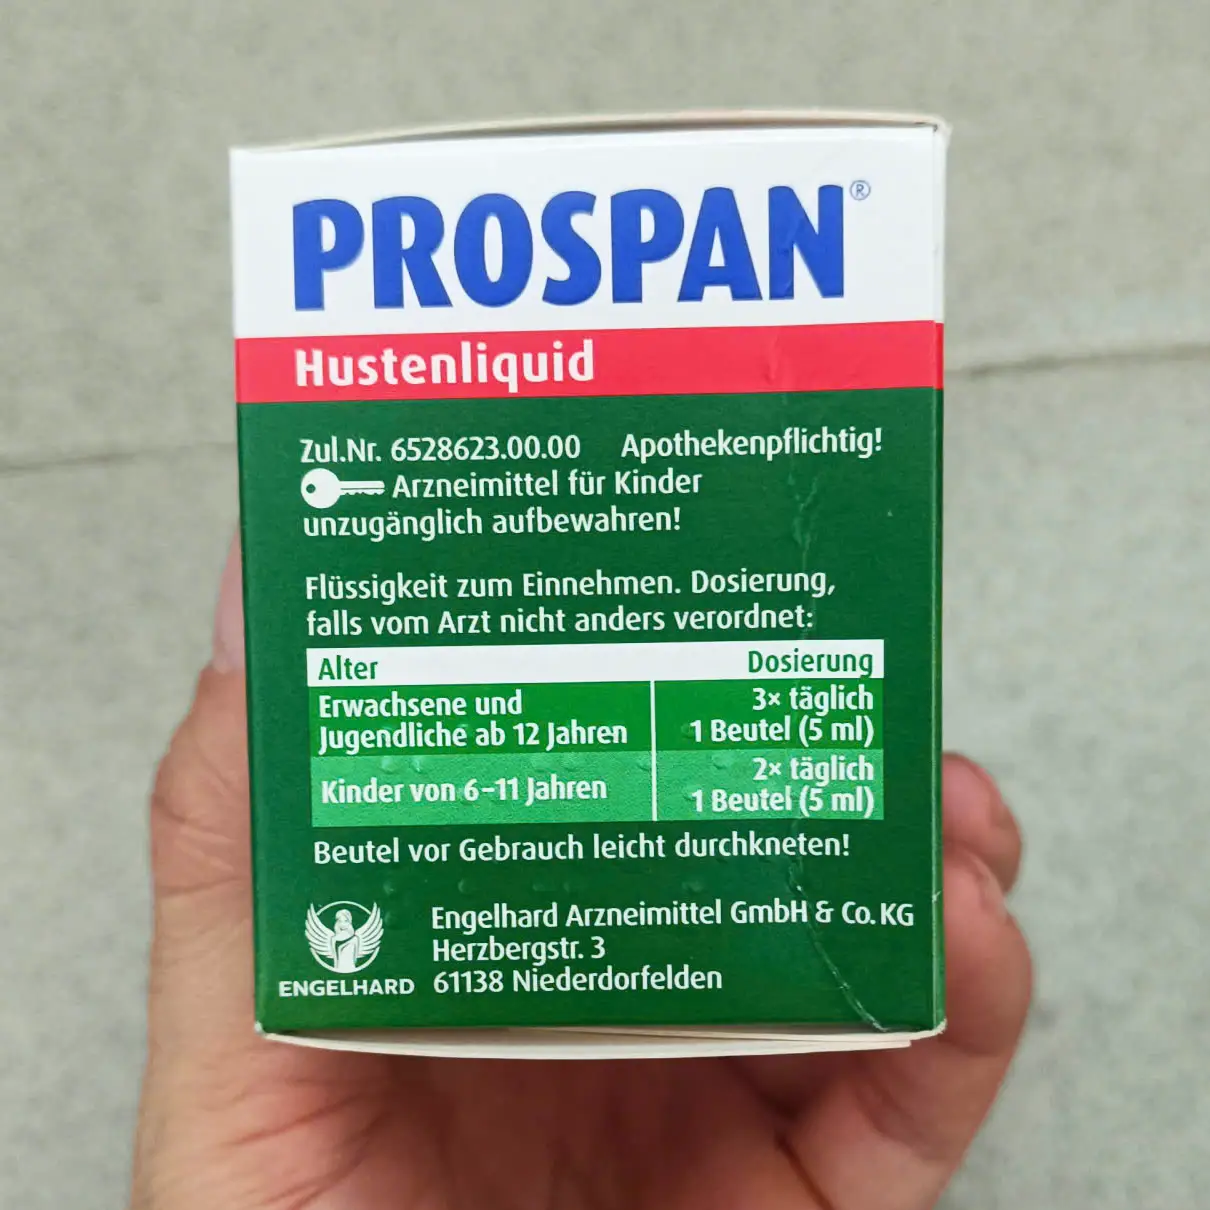 PROSPAN®
Hustenliquid
Zul.Nr. 6528623.00.00 Apothekenpflichtig!
Arzneimittel für Kinder
unzugänglich aufbewahren!
Flüssigkeit zum Einnehmen. Dosierung,
falls vom Arzt nicht anders verordnet:
Alter Dosierung
Erwachsene und
Jugendliche ab 12 Jahren
3× täglich
1 Beutel (5 ml)
Kinder von 6–11 Jahren
2× täglich
1 Beutel (5 ml)
Beutel vor Gebrauch leicht durchkneten!
ENGELHARD
Engelhard Arzneimittel GmbH & Co. KG
Herzbergstr. 3
61138 Niederdorfelden